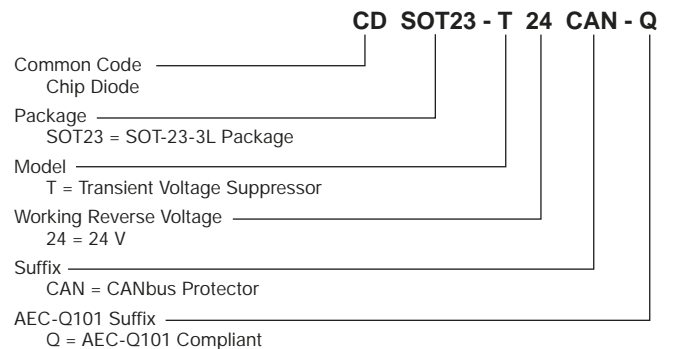 CD SOT23 - T 24 CAN - Q
Common Code
Chip Diode
Package
SOT23 = SOT-23-3L Package
Model
T = Transient Voltage Suppressor
Working Reverse Voltage
24 = 24 V
Suffix
CAN = CANbus Protector
AEC-Q101 Suffix
Q = AEC-Q101 Compliant